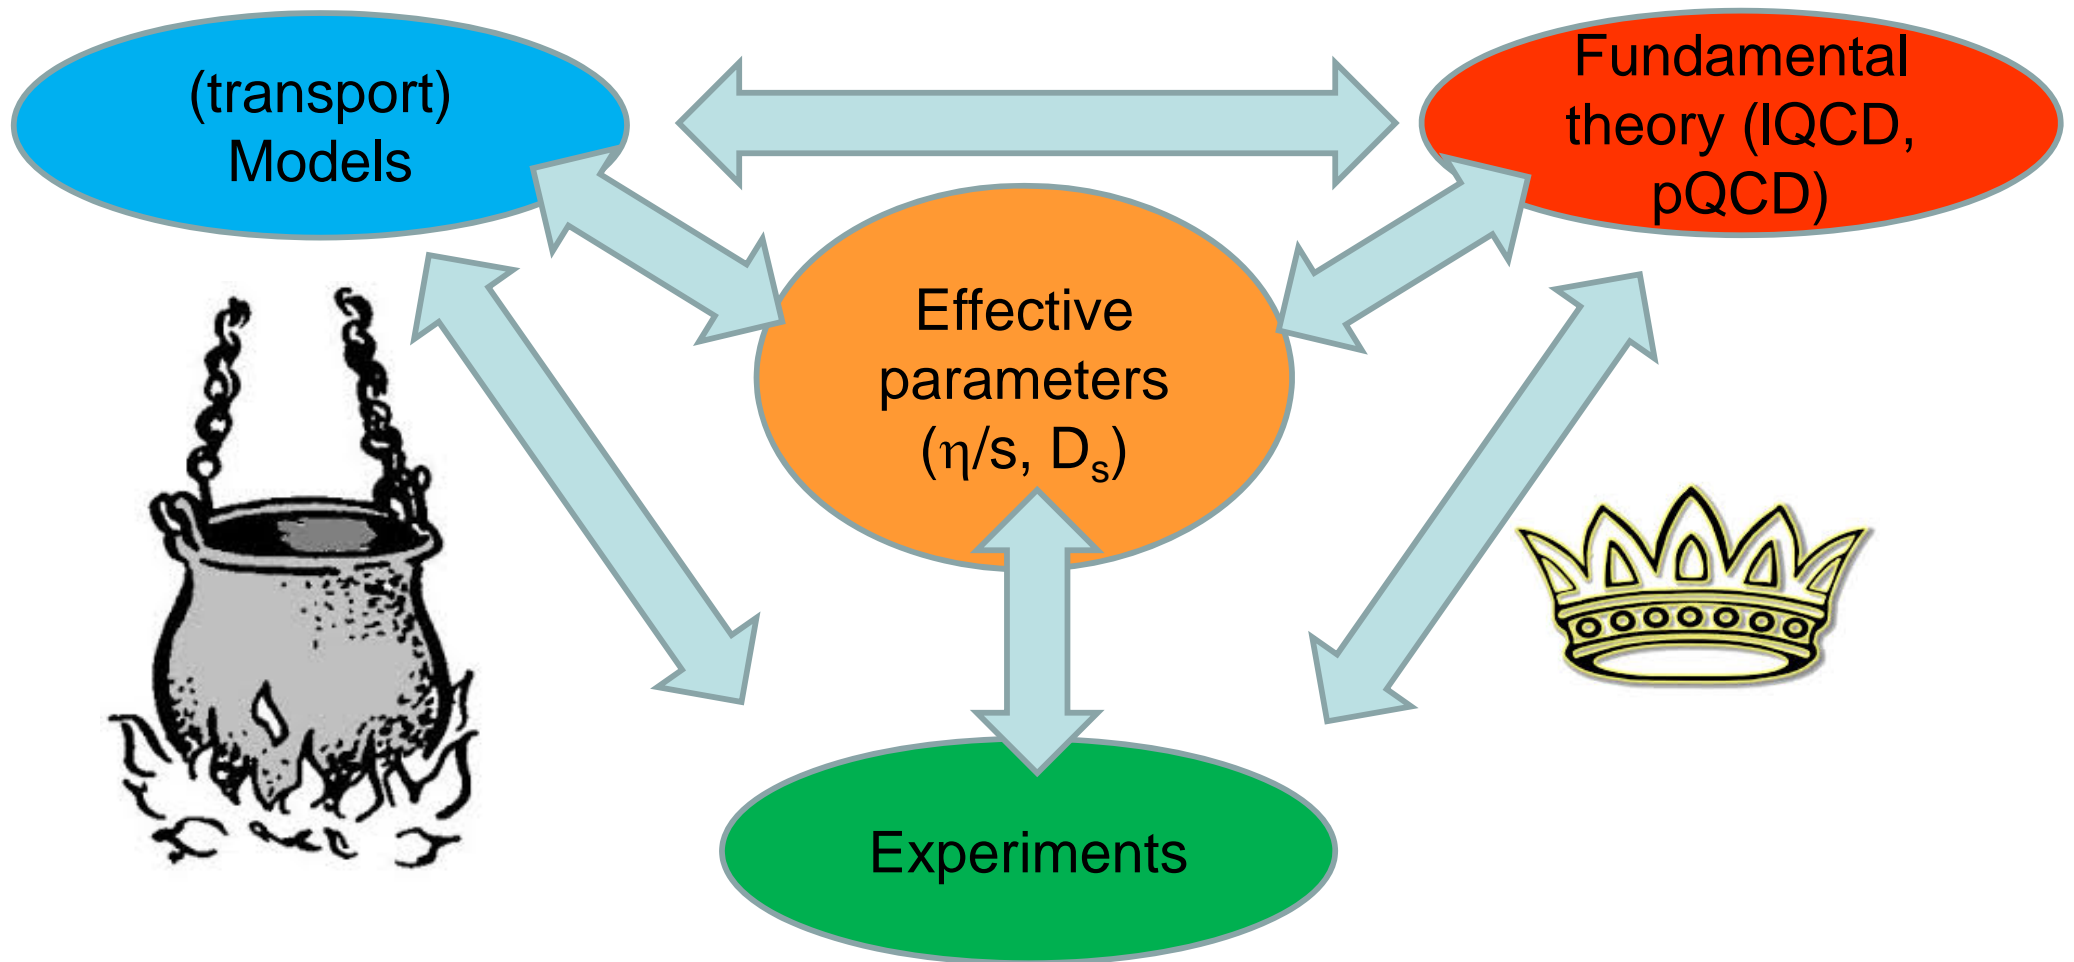 (transport)
Models
Fundamental
theory (lQCD,
pQCD)
Effective
parameters
(η/s, Dₛ)
Experiments